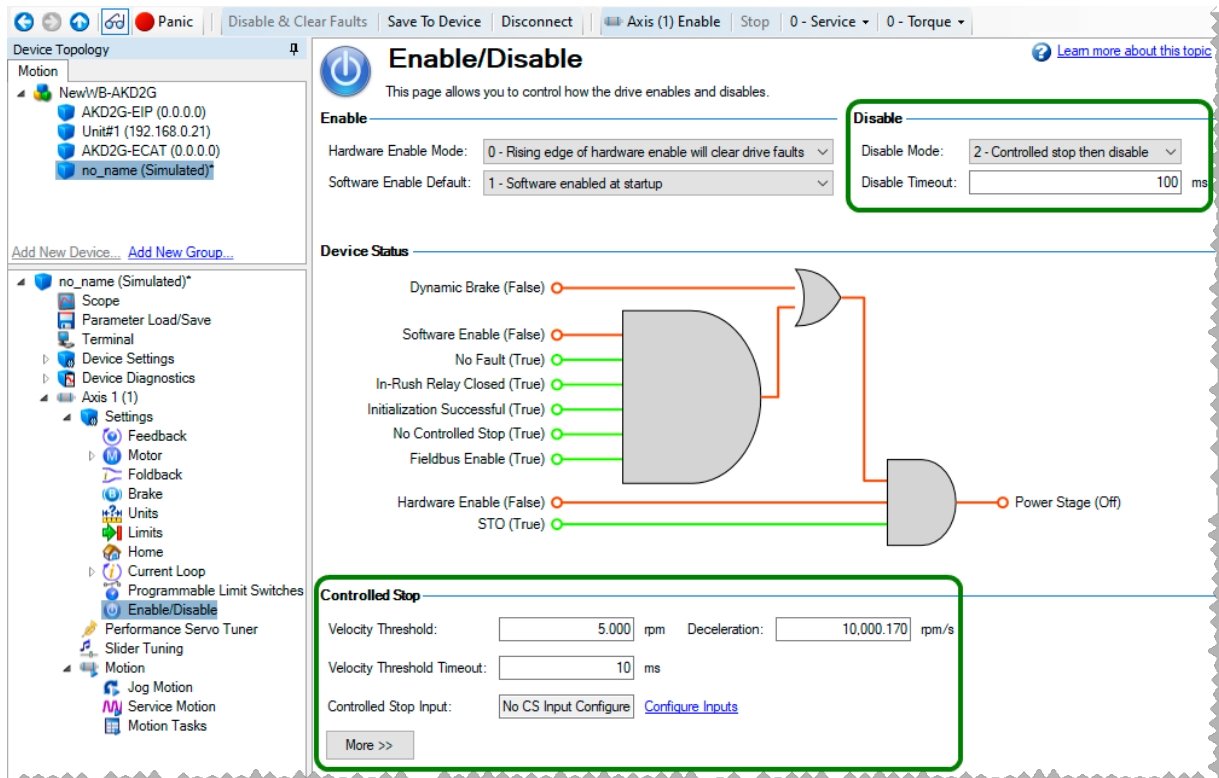 Panic Disable & Clear Faults Save To Device Disconnect Axis (1) Enable Stop 0 - Service 0 - Torque
Device Topology
Motion
NewWB-AKD2G
AKD2G-EIP (0.0.0.0)
Unit#1 (192.168.0.21)
AKD2G-ECAT (0.0.0.0)
no_name (Simulated)*
Add New Device... Add New Group...
no_name (Simulated)*
Scope
Parameter Load/Save
Terminal
Device Settings
Device Diagnostics
Axis 1 (1)
Settings
Feedback
Motor
Foldback
Brake
Units
Limits
Home
Current Loop
Programmable Limit Switches
Enable/Disable
Performance Servo Tuner
Slider Tuning
Motion
Jog Motion
Service Motion
Motion Tasks
Enable/Disable
Learn more about this topic
This page allows you to control how the drive enables and disables.
Enable
Hardware Enable Mode: 0 - Rising edge of hardware enable will clear drive faults
Software Enable Default: 1 - Software enabled at startup
Disable
Disable Mode: 2 - Controlled stop then disable
Disable Timeout: 100 ms
Device Status
Dynamic Brake (False)
Software Enable (False)
No Fault (True)
In-Rush Relay Closed (True)
Initialization Successful (True)
No Controlled Stop (True)
Fieldbus Enable (True)
Hardware Enable (False)
STO (True)
Power Stage (Off)
Controlled Stop
Velocity Threshold: 5.000 rpm Deceleration: 10,000.170 rpm/s
Velocity Threshold Timeout: 10 ms
Controlled Stop Input: No CS Input Configure Configure Inputs
More >>